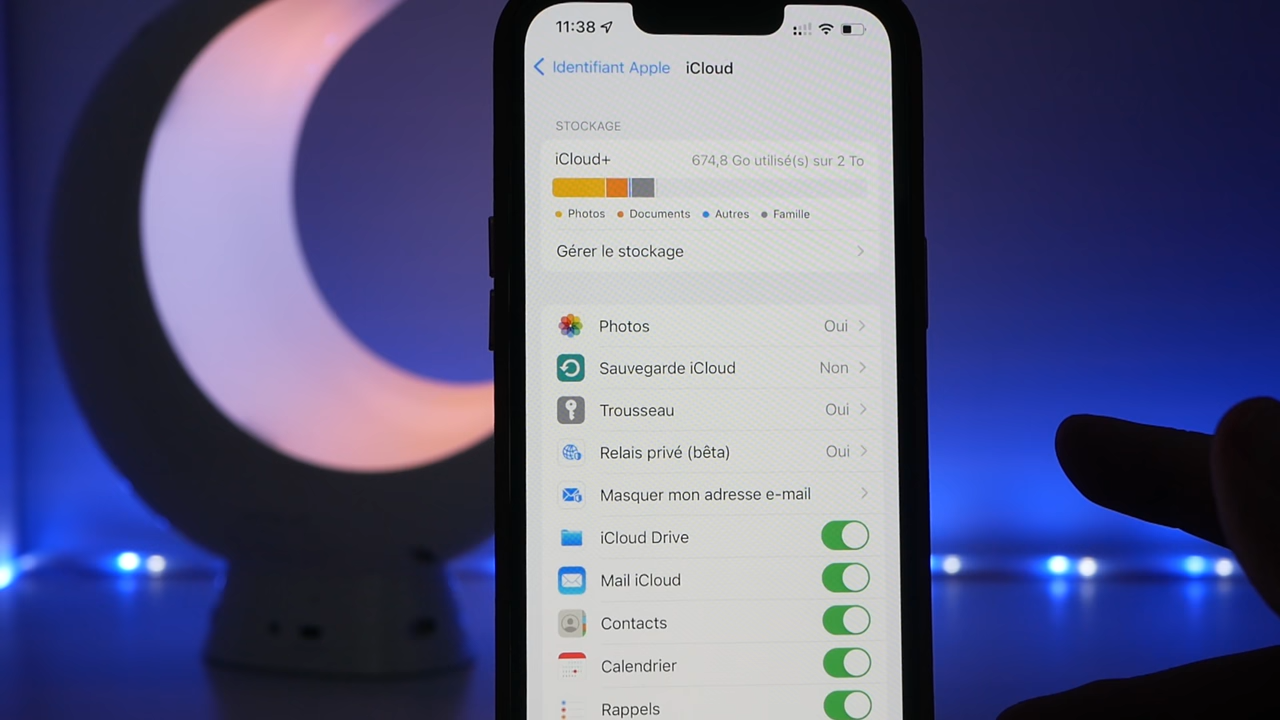 11:38
Identifiant Apple iCloud
STOCKAGE
iCloud+ 674,8 Go utilisé(s) sur 2 To
Photos Documents Autres Famille
Gérer le stockage
Photos Oui
Sauvegarde iCloud Non
Trousseau Oui
Relais privé (bêta) Oui
Masquer mon adresse e-mail
iCloud Drive
Mail iCloud
Contacts
Calendrier
Rappels